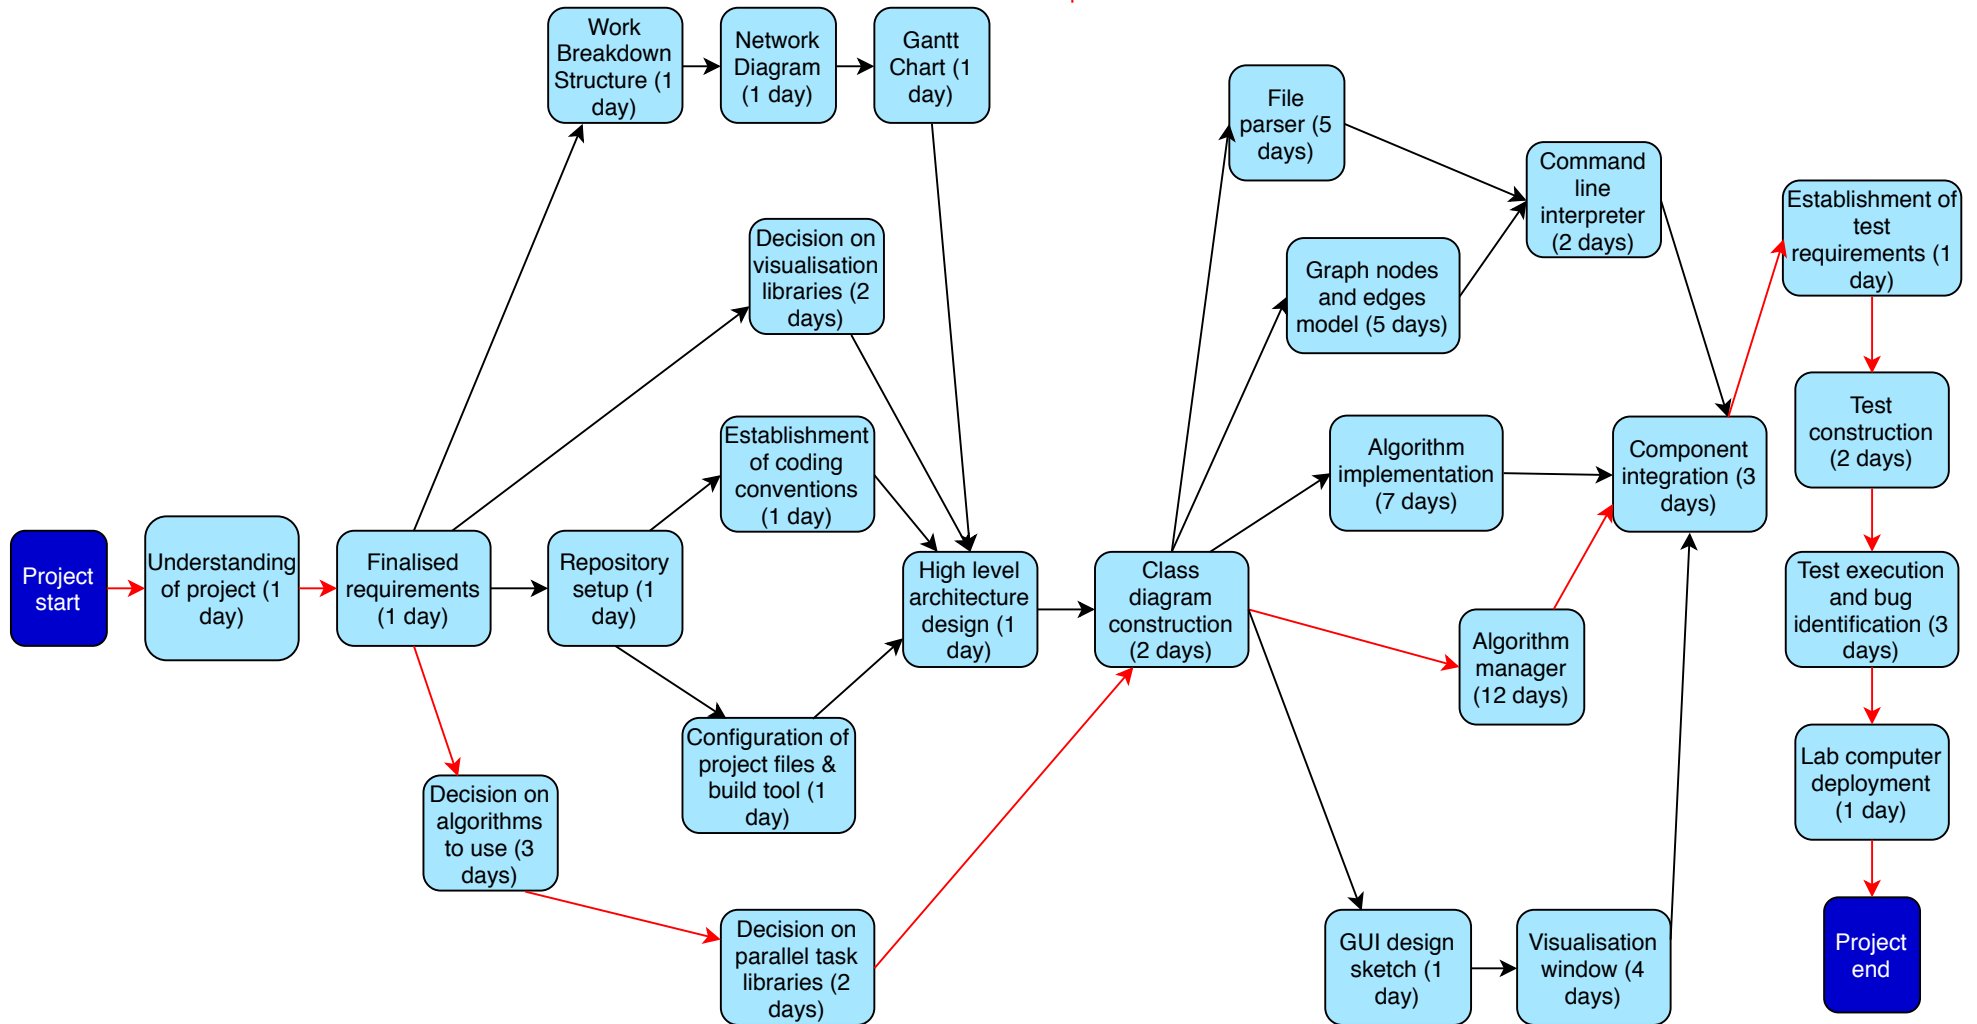 Work
Breakdown
Structure (1
day)
Network
Diagram
(1 day)
Gantt
Chart (1
day)
File
parser (5
days)
Command
line
interpreter
(2 days)
Establishment of
test
requirements (1
day)
Decision on
visualisation
libraries (2
days)
Graph nodes
and edges
model (5 days)
Test
construction
(2 days)
Establishment
of coding
conventions
(1 day)
Algorithm
implementation
(7 days)
Component
integration (3
days)
Project
start
Understanding
of project (1
day)
Finalised
requirements
(1 day)
Repository
setup (1
day)
High level
architecture
design (1
day)
Class
diagram
construction
(2 days)
Algorithm
manager
(12 days)
Test execution
and bug
identification (3
days)
Configuration of
project files &
build tool (1
day)
Lab computer
deployment
(1 day)
Decision on
algorithms
to use (3
days)
Decision on
parallel task
libraries (2
days)
GUI design
sketch (1
day)
Visualisation
window (4
days)
Project
end